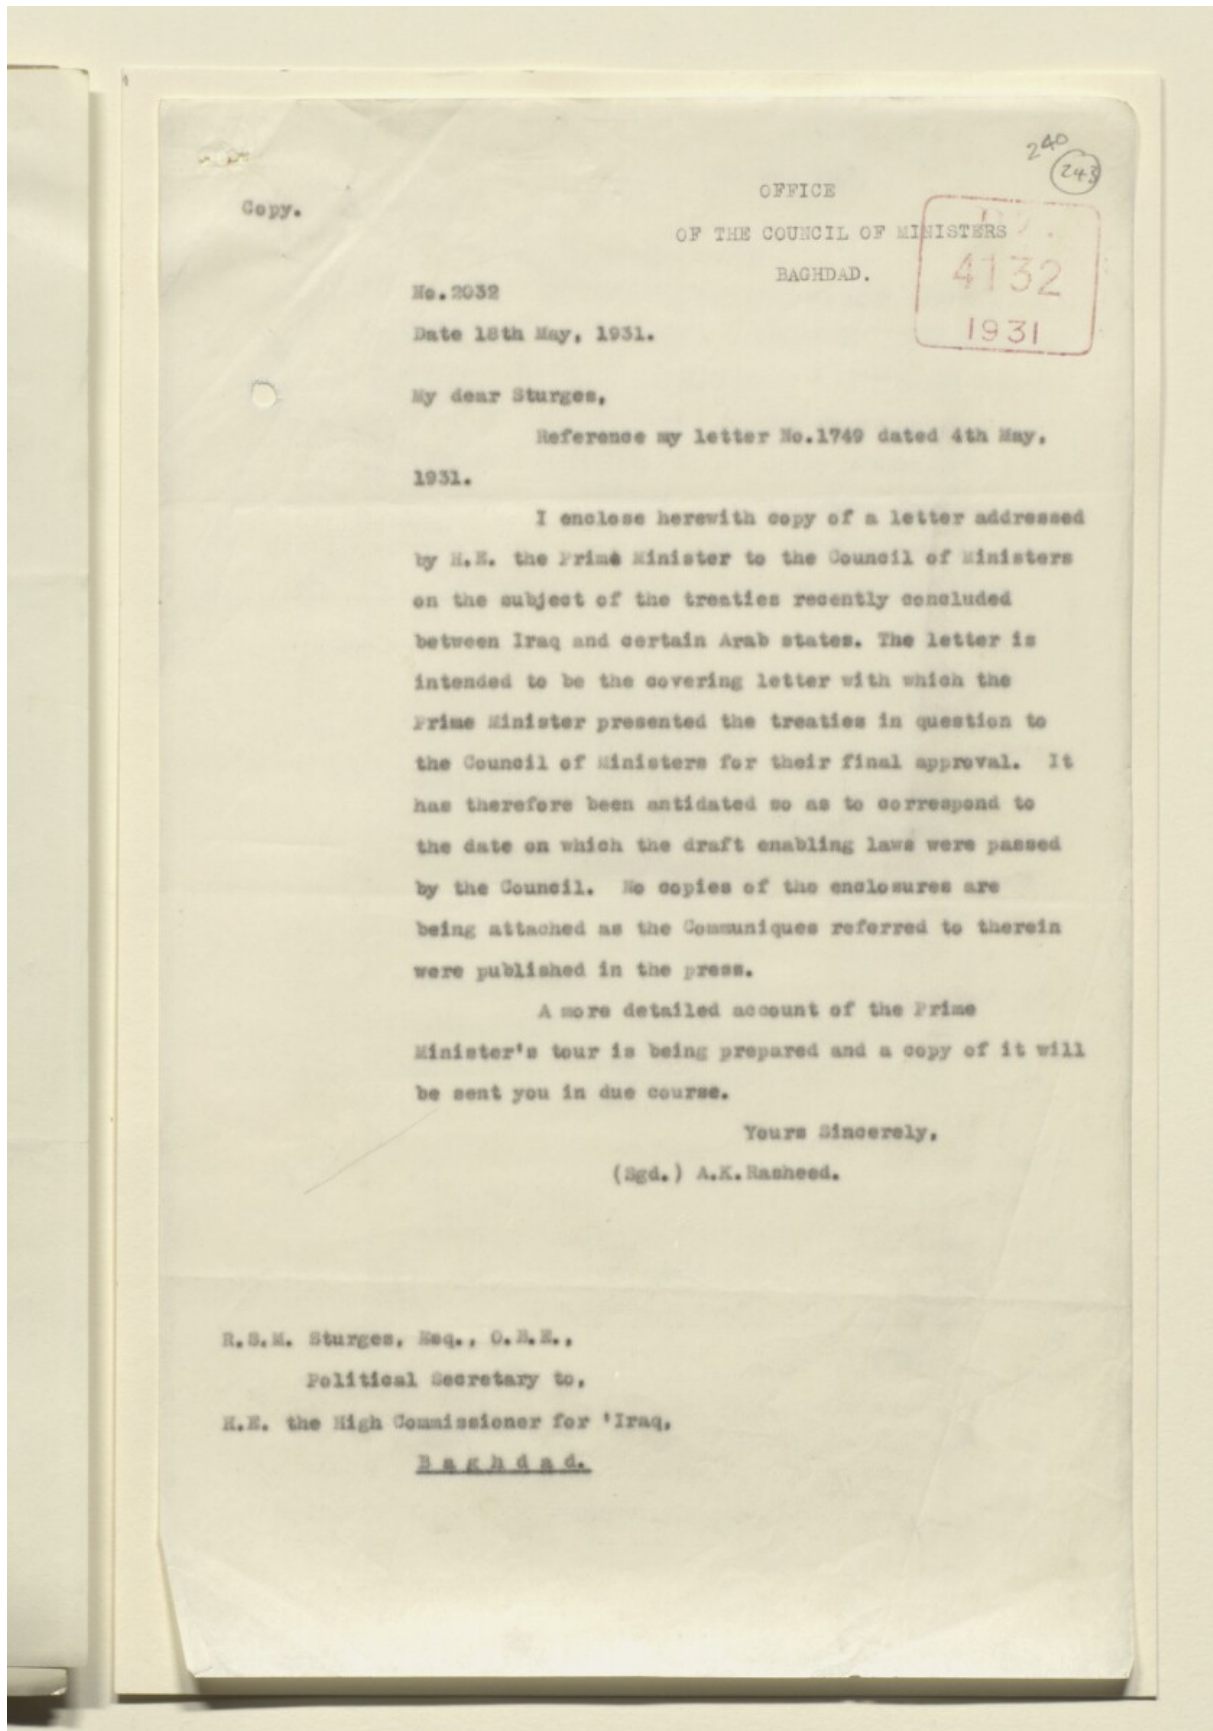 240
243
Copy.
OFFICE
OF THE COUNCIL OF MINISTERS
BAGHDAD.
4132
1931
No.2032
Date 18th May, 1931.
My dear Sturges,
Reference my letter No.1749 dated 4th May,
1931.
I enclose herewith copy of a letter addressed
by H.E. the Prime Minister to the Council of Ministers
on the subject of the treaties recently concluded
between Iraq and certain Arab states. The letter is
intended to be the covering letter with which the
Prime Minister presented the treaties in question to
the Council of Ministers for their final approval. It
has therefore been antidated so as to correspond to
the date on which the draft enabling laws were passed
by the Council. No copies of the enclosures are
being attached as the Communiques referred to therein
were published in the press.
A more detailed account of the Prime
Minister's tour is being prepared and a copy of it will
be sent you in due course.
Yours Sincerely,
(Sgd.) A.K.Rasheed.
R.S.M. Sturges, Esq., O.B.E.,
Political Secretary to,
H.E. the High Commissioner for 'Iraq,
Baghdad.